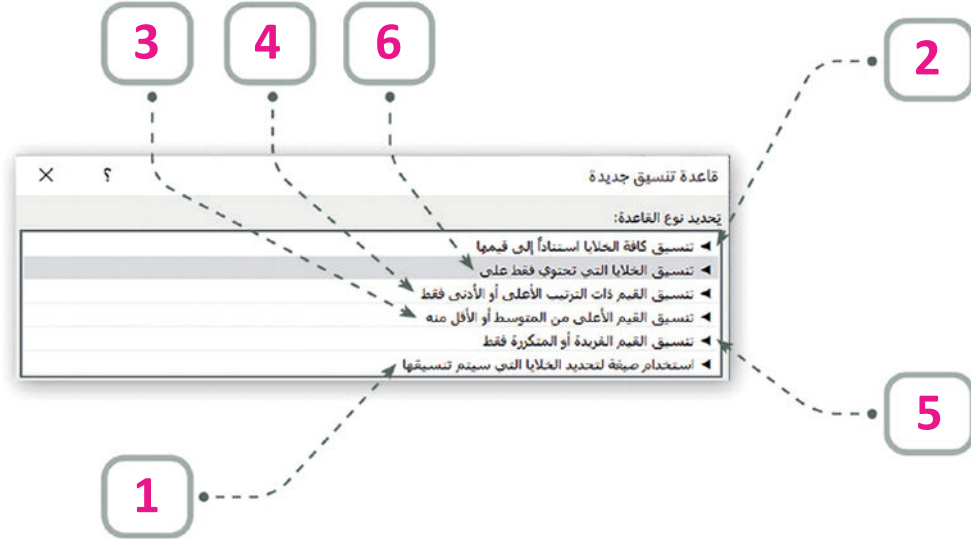 3 4 6 2
قاعدة تنسيق جديدة ؟ ×
تحديد نوع القاعدة:
◄ تنسيق كافة الخلايا استناداً إلى قيمها
◄ تنسيق الخلايا التي تحتوي فقط على
◄ تنسيق القيم ذات الترتيب الأعلى أو الأدنى فقط
◄ تنسيق القيم الأعلى من المتوسط أو الأقل منه
◄ تنسيق القيم الفريدة أو المتكررة فقط
◄ استخدام صيغة لتحديد الخلايا التي سيتم تنسيقها
5
1